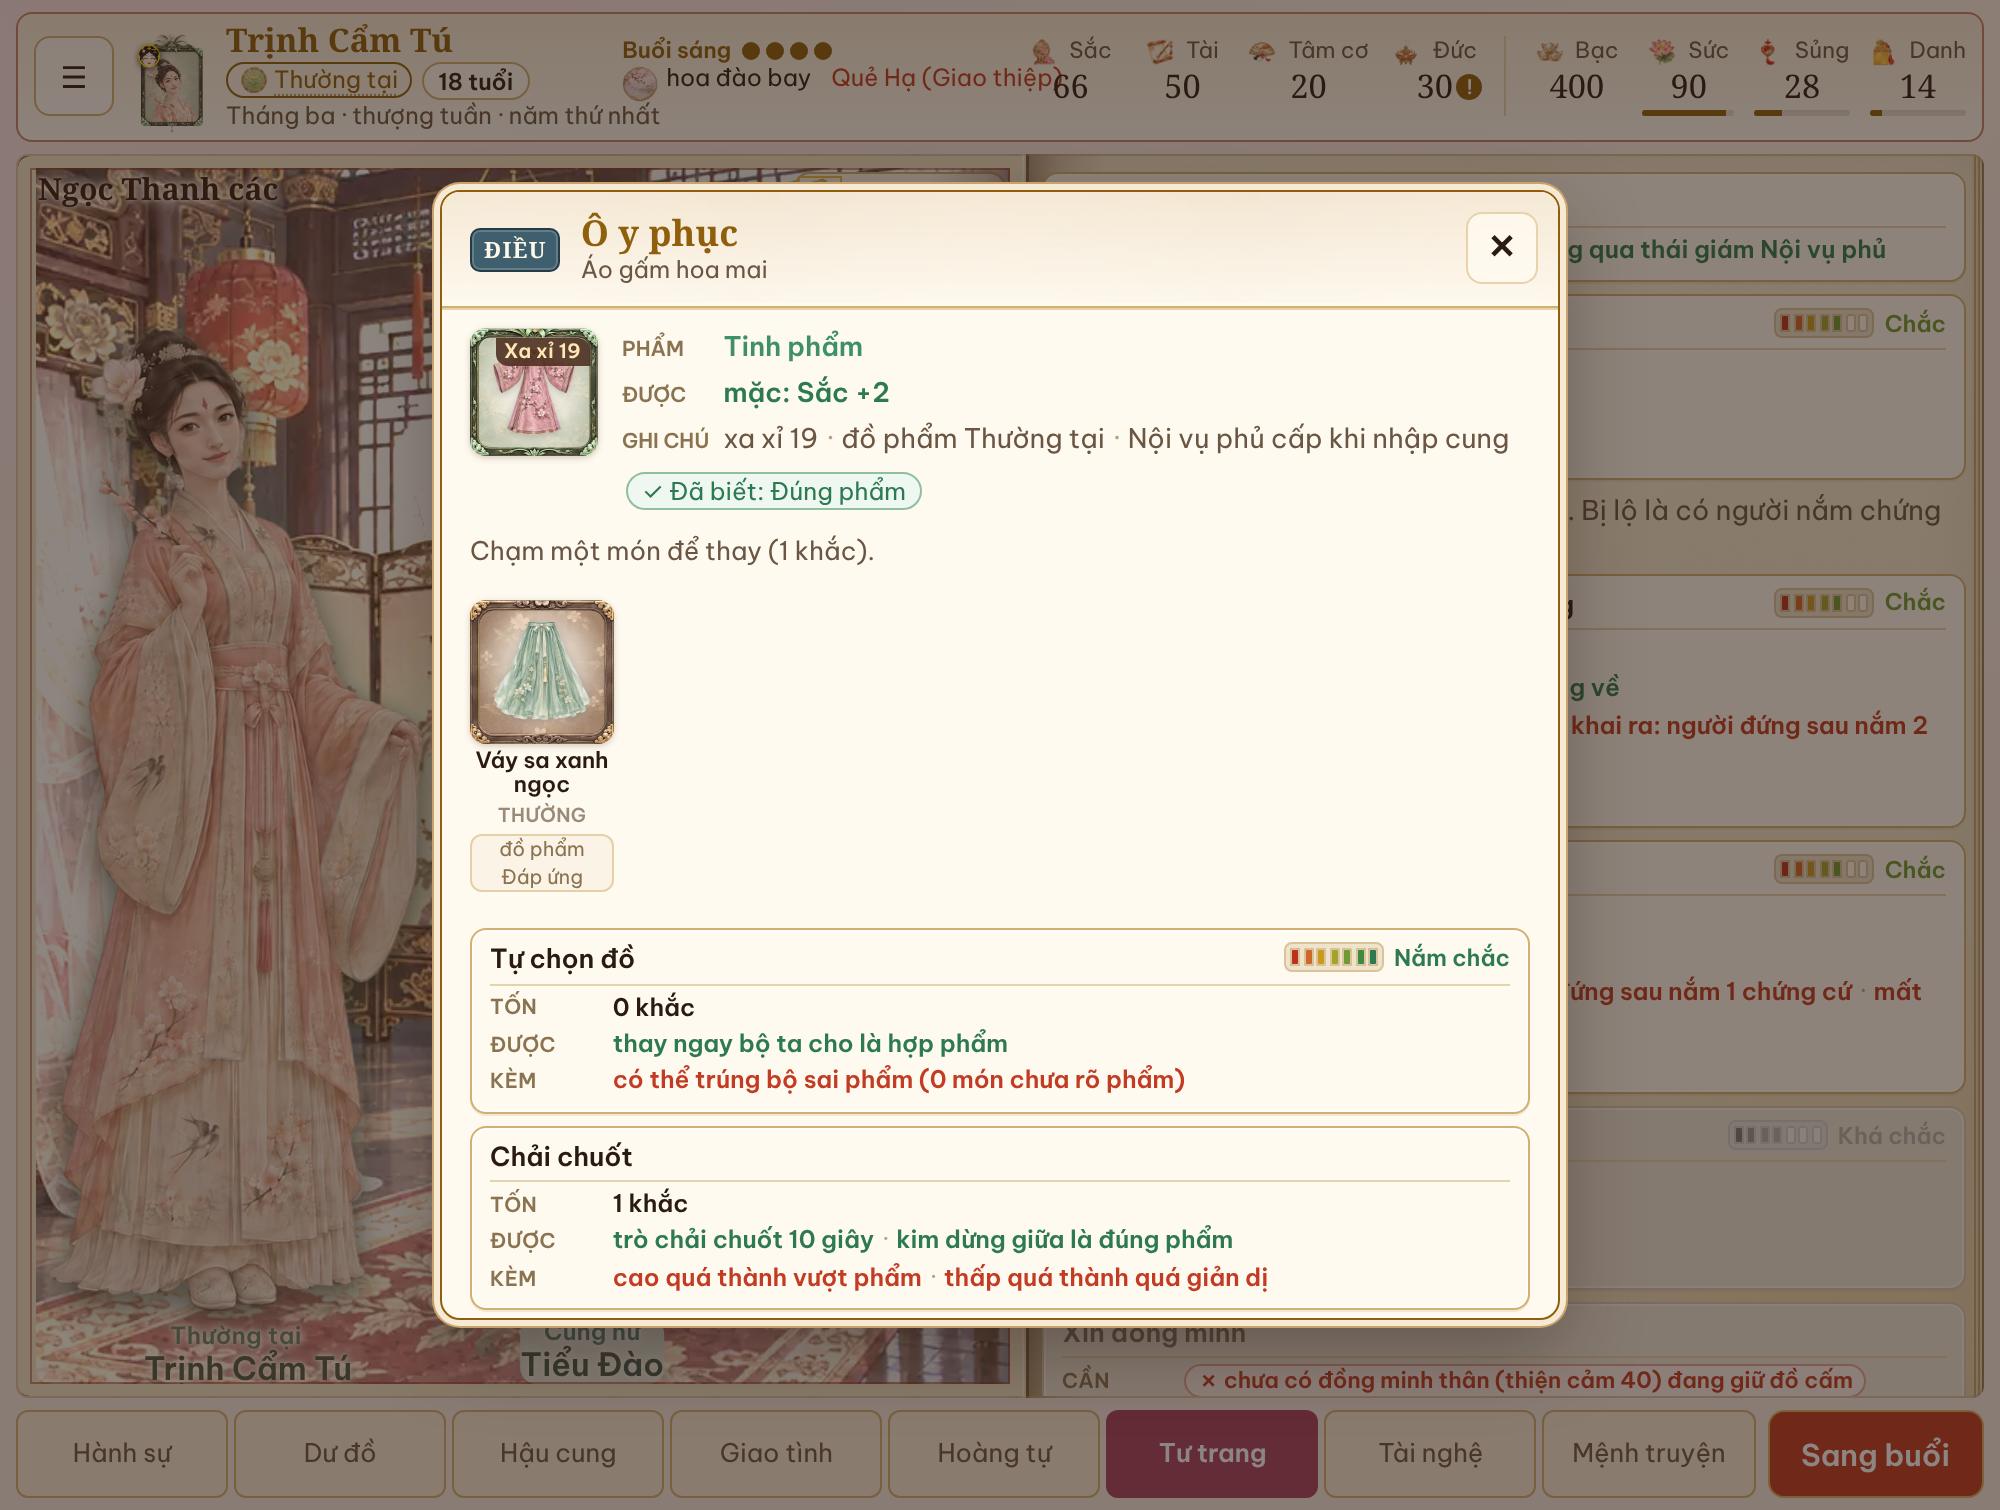 ☰
Trịnh Cẩm Tú
Thường tại
18 tuổi
Tháng ba · thượng tuần · năm thứ nhất
Buổi sáng
hoa đào bay
Quẻ Hạ (Giao thiệp)
Sắc
66
Tài
50
Tâm cơ
20
Đức
30
!
Bạc
400
Sức
90
Sủng
28
Danh
14
Ngọc Thanh các
ĐIỀU
Ô y phục
Áo gấm hoa mai
✕
Xa xỉ 19
PHẨM Tinh phẩm
ĐƯỢC mặc: Sắc +2
GHI CHÚ xa xỉ 19 · đồ phẩm Thường tại · Nội vụ phủ cấp khi nhập cung
✓ Đã biết: Đúng phẩm
Chạm một món để thay (1 khắc).
Váy sa xanh
ngọc
THƯỜNG
đồ phẩm
Đáp ứng
Tự chọn đồ
Nắm chắc
TỐN 0 khắc
ĐƯỢC thay ngay bộ ta cho là hợp phẩm
KÈM có thể trúng bộ sai phẩm (0 món chưa rõ phẩm)
Chải chuốt
TỐN 1 khắc
ĐƯỢC trò chải chuốt 10 giây · kim dừng giữa là đúng phẩm
KÈM cao quá thành vượt phẩm · thấp quá thành quá giản dị
qua thái giám Nội vụ phủ
Chắc
. Bị lộ là có người nắm chứng
Chắc
về
khai ra: người đứng sau nắm 2
Chắc
sau nắm 1 chứng cứ · mất
Khá chắc
Xin đồng minh
CẦN ✕ chưa có đồng minh thân (thiện cảm 40) đang giữ đồ cấm
Thường tại
Trịnh Cẩm Tú
Cung nữ
Tiểu Đào
Hành sự
Dư đồ
Hậu cung
Giao tình
Hoàng tự
Tư trang
Tài nghệ
Mệnh truyện
Sang buổi